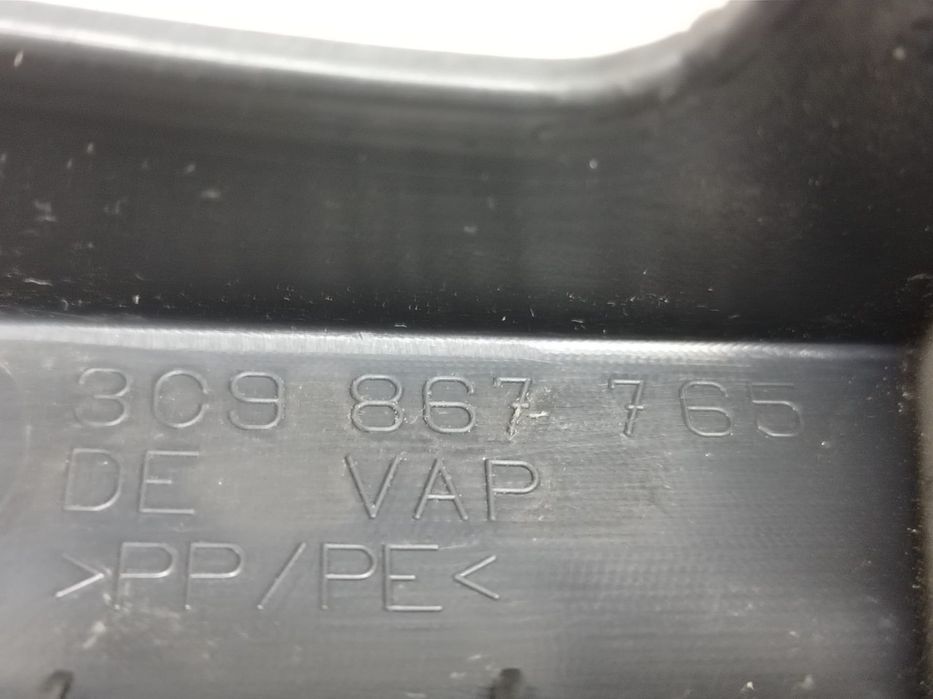 3C9 867 765
DE VAP
>PP/PE<